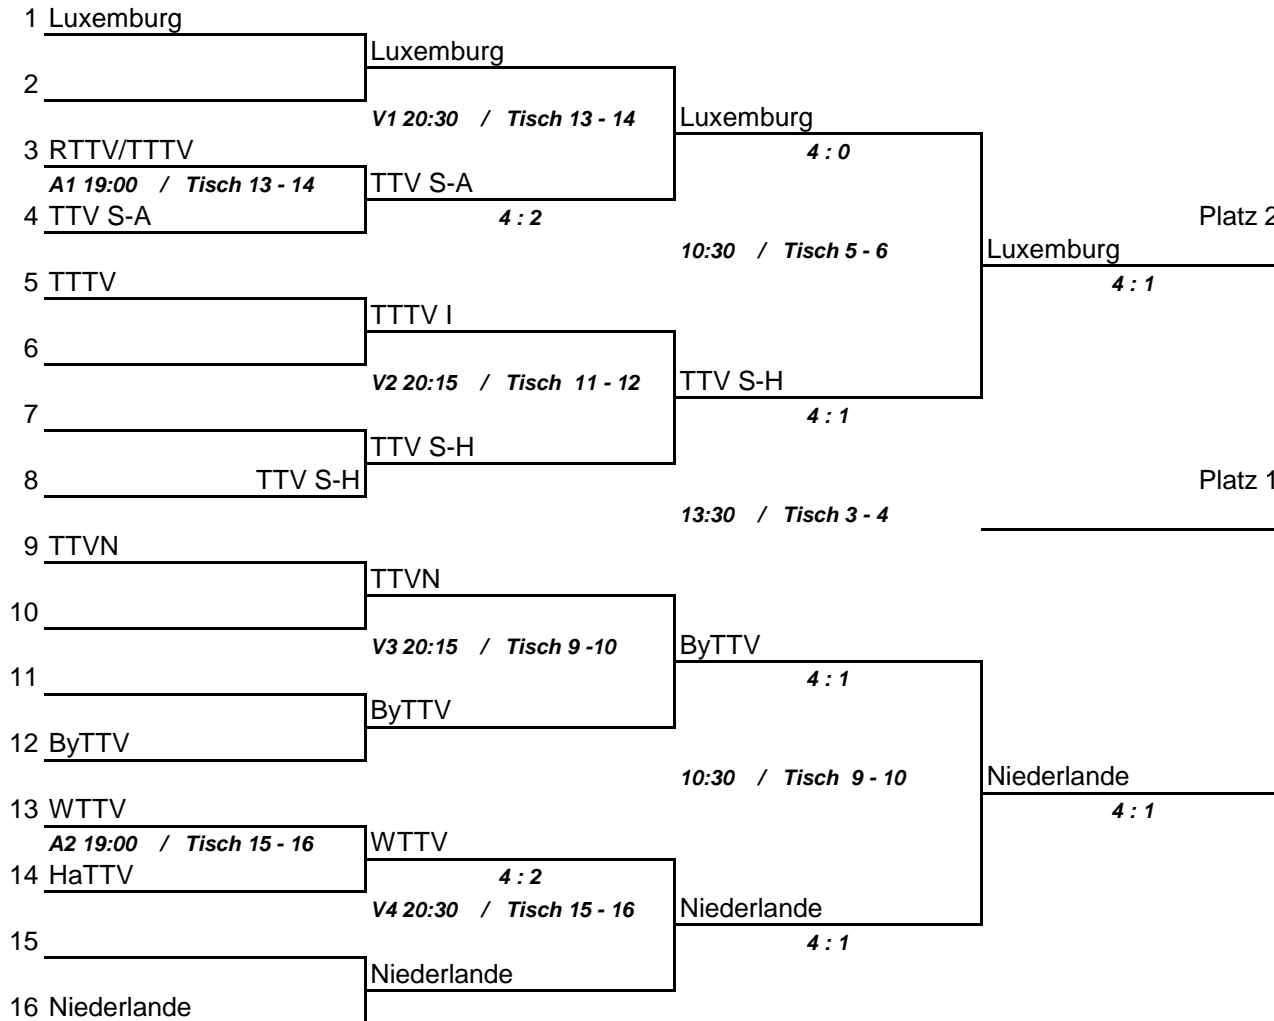 1 Luxemburg
Luxemburg
2
V1 20:30 / Tisch 13 - 14 Luxemburg
3 RTTV/TTTV 4 : 0
A1 19:00 / Tisch 13 - 14 TTV S-A
4 TTV S-A 4 : 2 Platz 2
10:30 / Tisch 5 - 6 Luxemburg
5 TTTV 4 : 1
TTTV I
6
V2 20:15 / Tisch 11 - 12 TTV S-H
7 4 : 1
TTV S-H
8 TTV S-H Platz 1
13:30 / Tisch 3 - 4
9 TTVN
TTVN
10
V3 20:15 / Tisch 9 -10 ByTTV
11 4 : 1
ByTTV
12 ByTTV
10:30 / Tisch 9 - 10 Niederlande
13 WTTV 4 : 1
A2 19:00 / Tisch 15 - 16 WTTV
14 HaTTV 4 : 2
V4 20:30 / Tisch 15 - 16 Niederlande
15 4 : 1
Niederlande
16 Niederlande